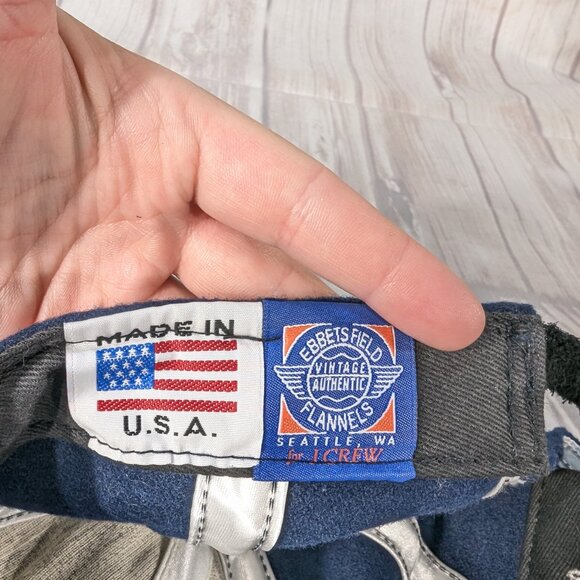 MADE IN
U.S.A.
EBBETS FIELD
VINTAGE
AUTHENTIC
FLANNELS
SEATTLE, WA
for J.CREW